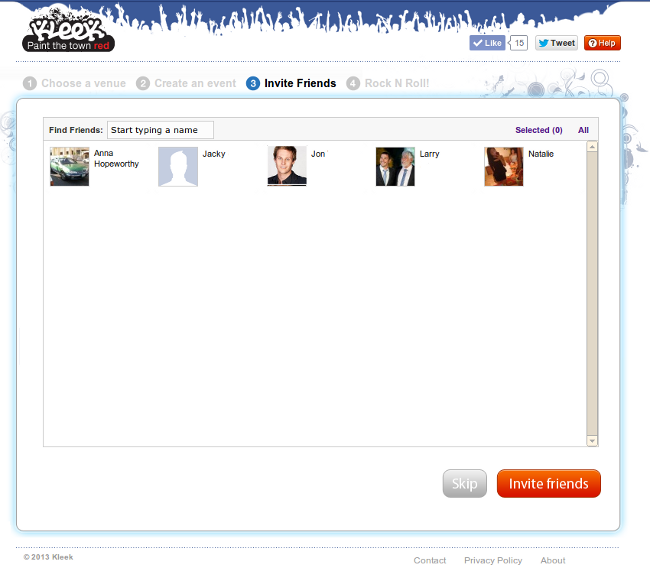 KLEEK
Paint the town red
Like 15 Tweet Help
1 Choose a venue 2 Create an event 3 Invite Friends 4 Rock N Roll!
Find Friends: Start typing a name Selected (0) All
Anna Hopeworthy
Jacky
Jon
Larry
Natalie
Skip Invite friends
© 2013 Kleek
Contact Privacy Policy About